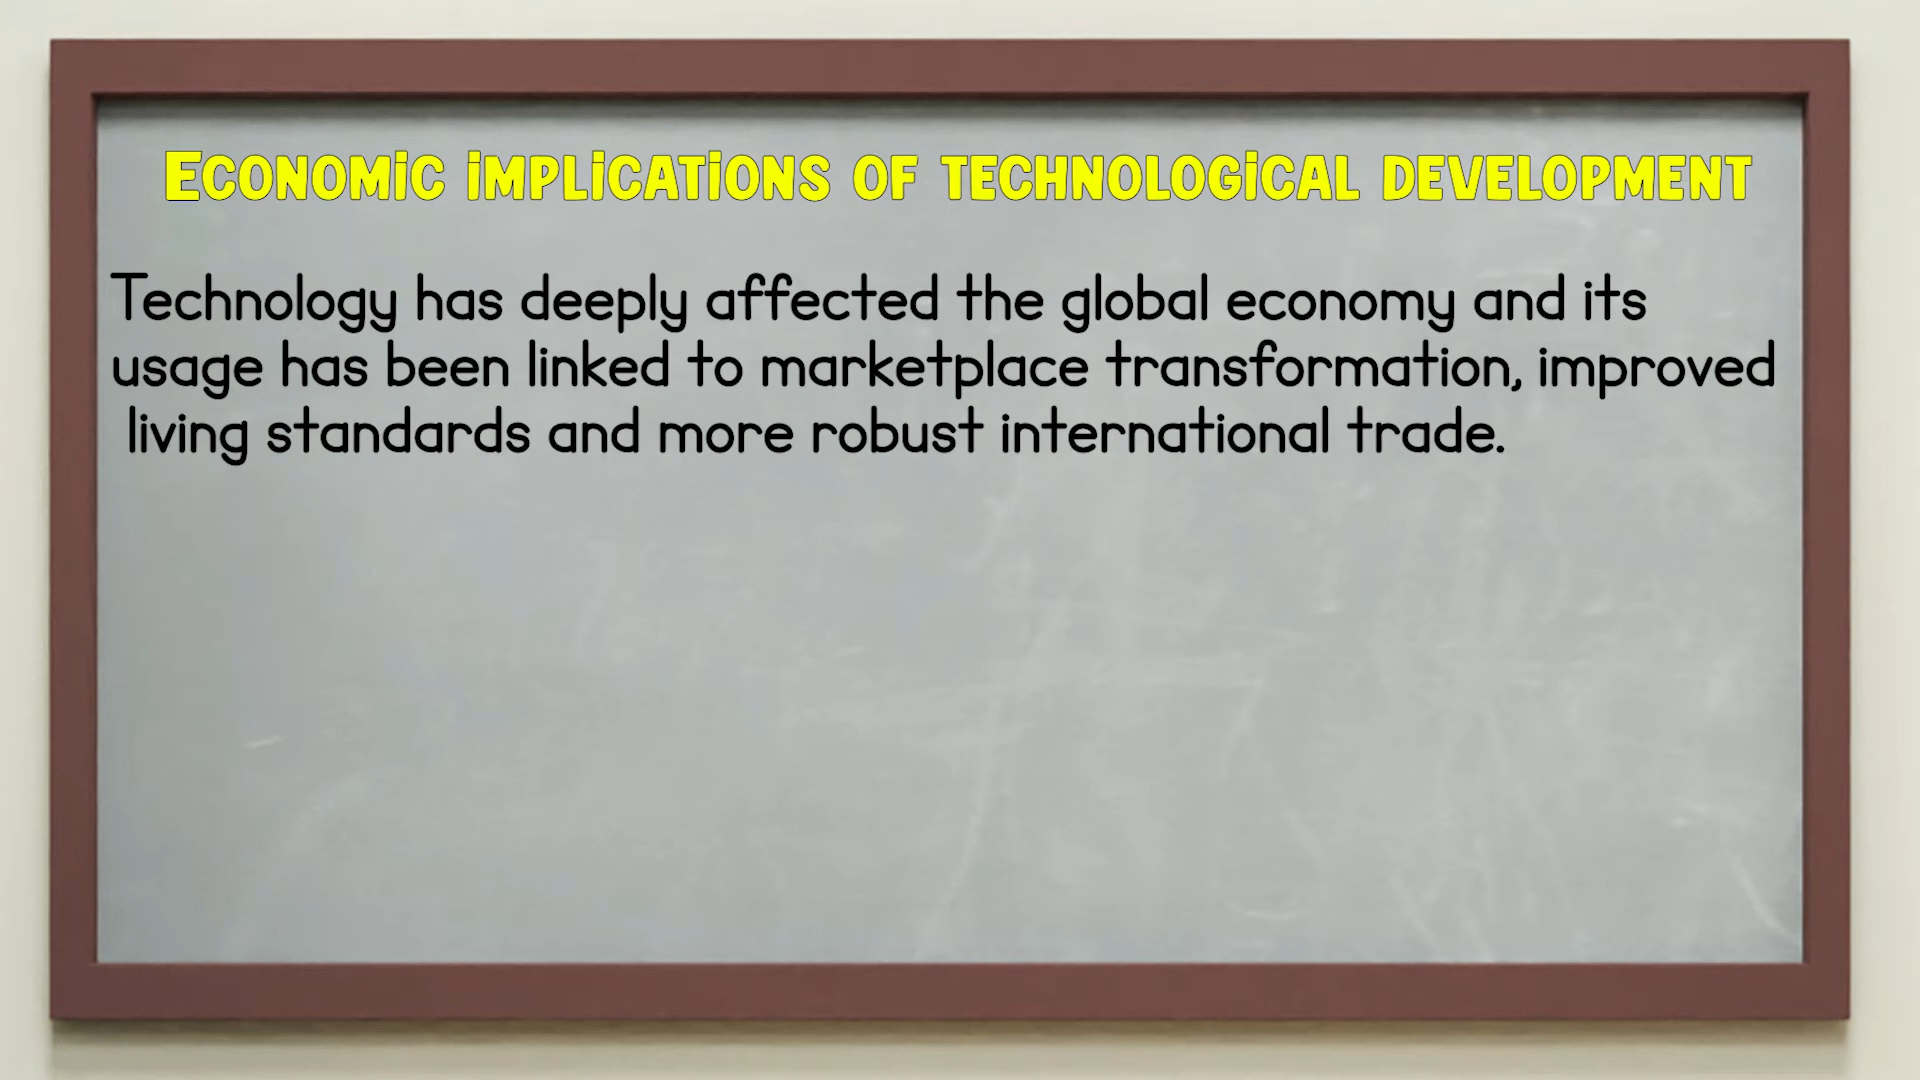 Economic implications of technological development
Technology has deeply affected the global economy and its
usage has been linked to marketplace transformation, improved
living standards and more robust international trade.